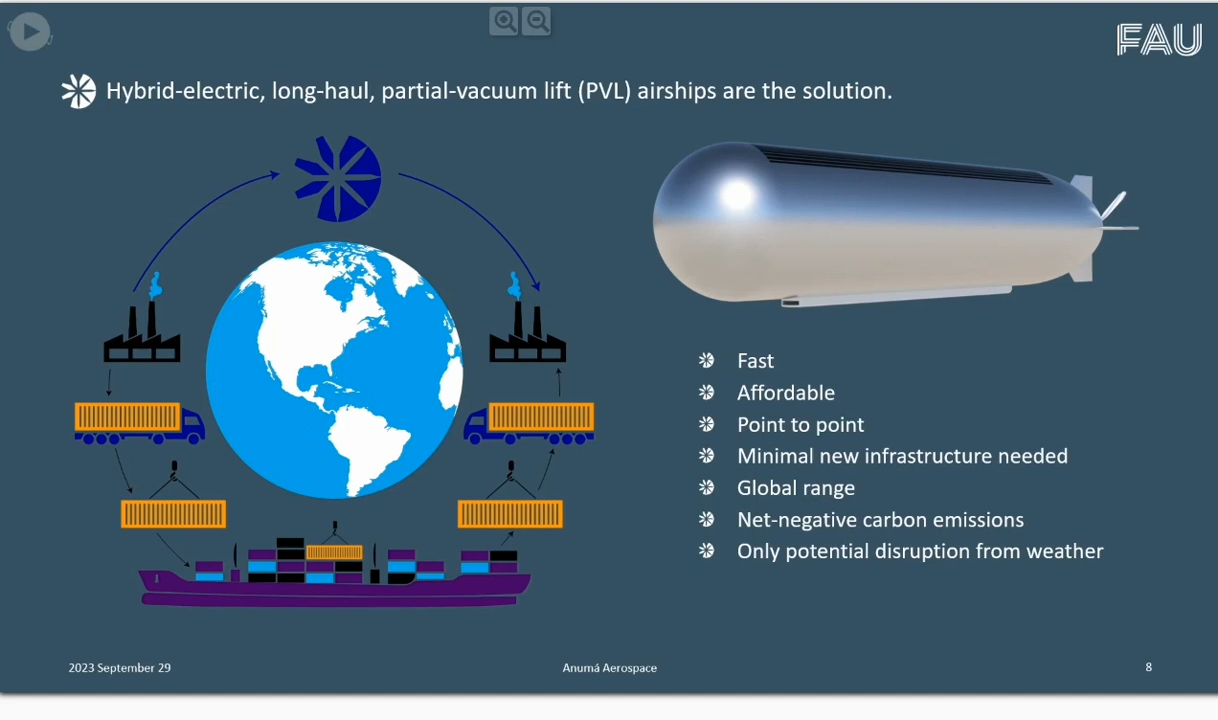 FAU
Hybrid-electric, long-haul, partial-vacuum lift (PVL) airships are the solution.
Fast
Affordable
Point to point
Minimal new infrastructure needed
Global range
Net-negative carbon emissions
Only potential disruption from weather
2023 September 29
Anumá Aerospace
8